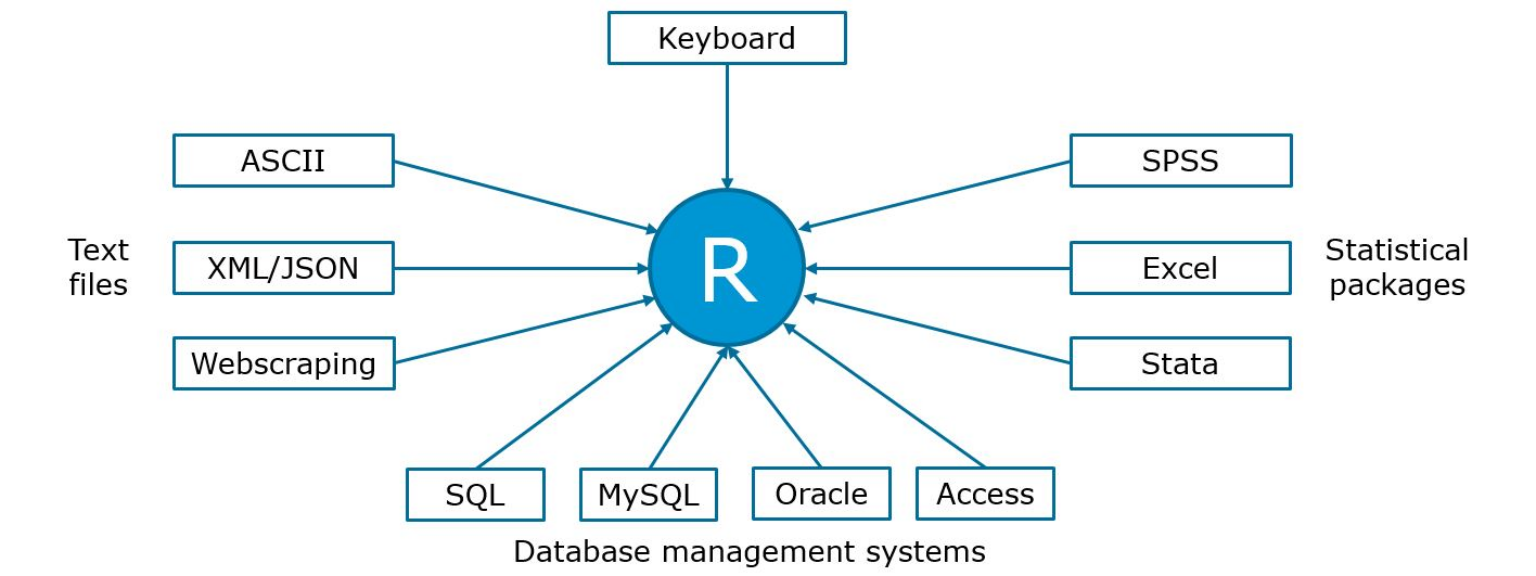 Keyboard
ASCII
SPSS
Text
files
XML/JSON
R
Excel
Statistical
packages
Webscraping
Stata
SQL
MySQL
Oracle
Access
Database management systems